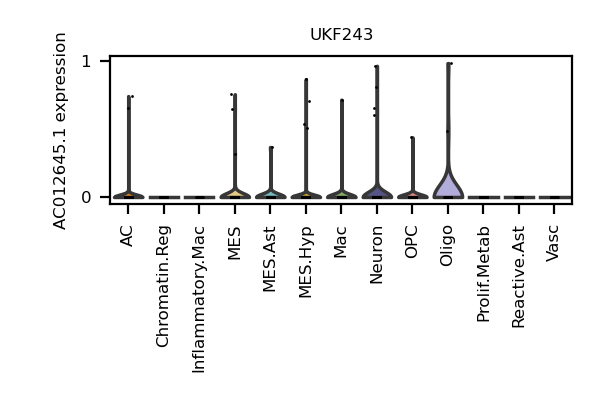 UKF243
AC012645.1 expression
1
0
AC
Chromatin.Reg
Inflammatory.Mac
MES
MES.Ast
MES.Hyp
Mac
Neuron
OPC
Oligo
Prolif.Metab
Reactive.Ast
Vasc